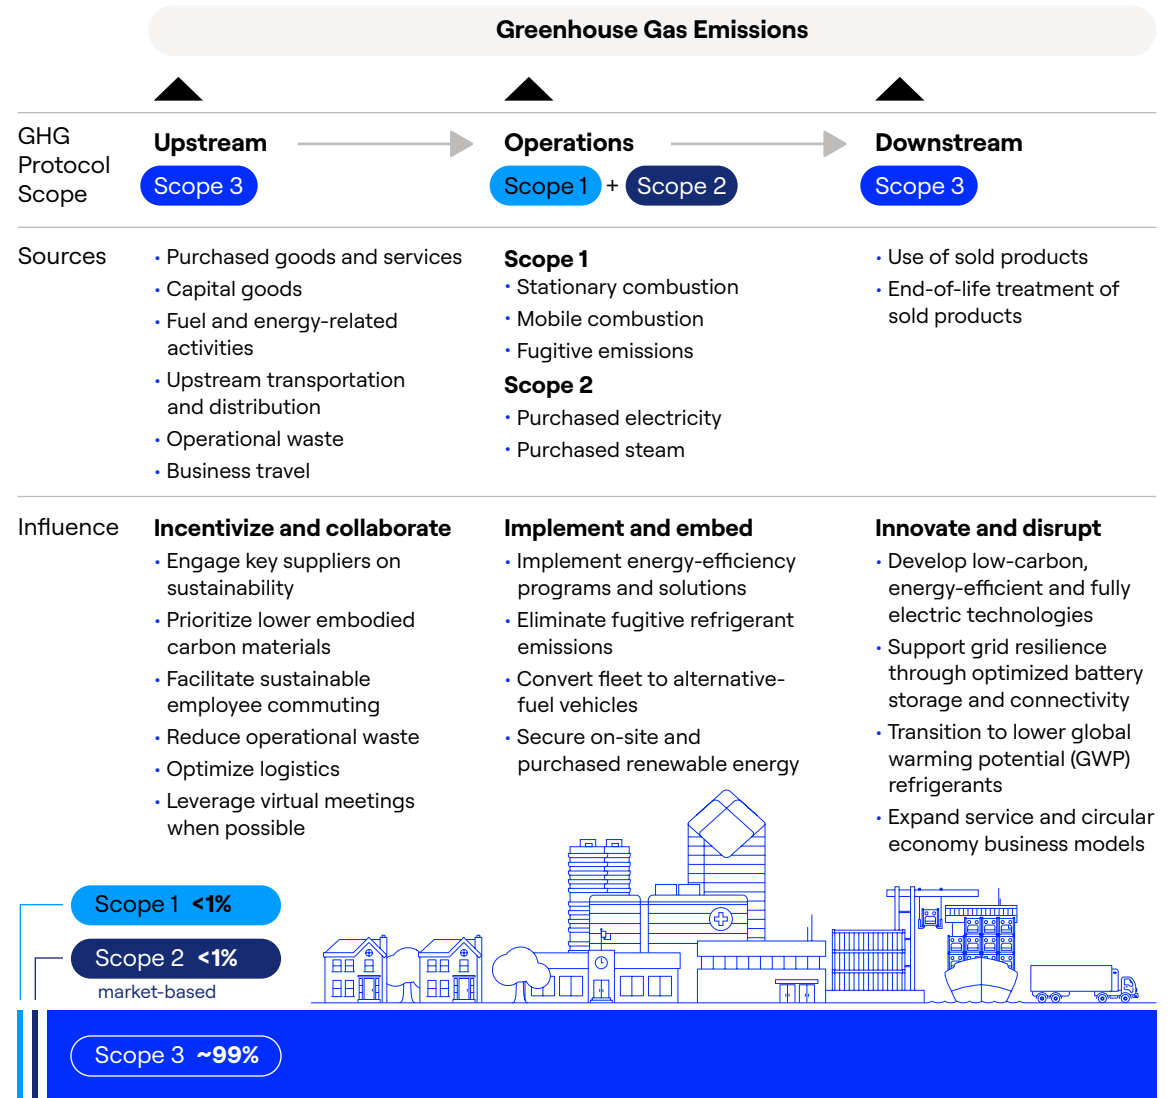 Greenhouse Gas Emissions
GHG
Protocol
Scope
Upstream
Scope 3
Operations
Scope 1 + Scope 2
Downstream
Scope 3
Sources
• Purchased goods and services
• Capital goods
• Fuel and energy-related
activities
• Upstream transportation
and distribution
• Operational waste
• Business travel
Scope 1
• Stationary combustion
• Mobile combustion
• Fugitive emissions
Scope 2
• Purchased electricity
• Purchased steam
• Use of sold products
• End-of-life treatment of
sold products
Influence
Incentivize and collaborate
• Engage key suppliers on
sustainability
• Prioritize lower embodied
carbon materials
• Facilitate sustainable
employee commuting
• Reduce operational waste
• Optimize logistics
• Leverage virtual meetings
when possible
Implement and embed
• Implement energy-efficiency
programs and solutions
• Eliminate fugitive refrigerant
emissions
• Convert fleet to alternative-
fuel vehicles
• Secure on-site and
purchased renewable energy
Innovate and disrupt
• Develop low-carbon,
energy-efficient and fully
electric technologies
• Support grid resilience
through optimized battery
storage and connectivity
• Transition to lower global
warming potential (GWP)
refrigerants
• Expand service and circular
economy business models
Scope 1 <1%
Scope 2 <1%
market-based
Scope 3 ~99%